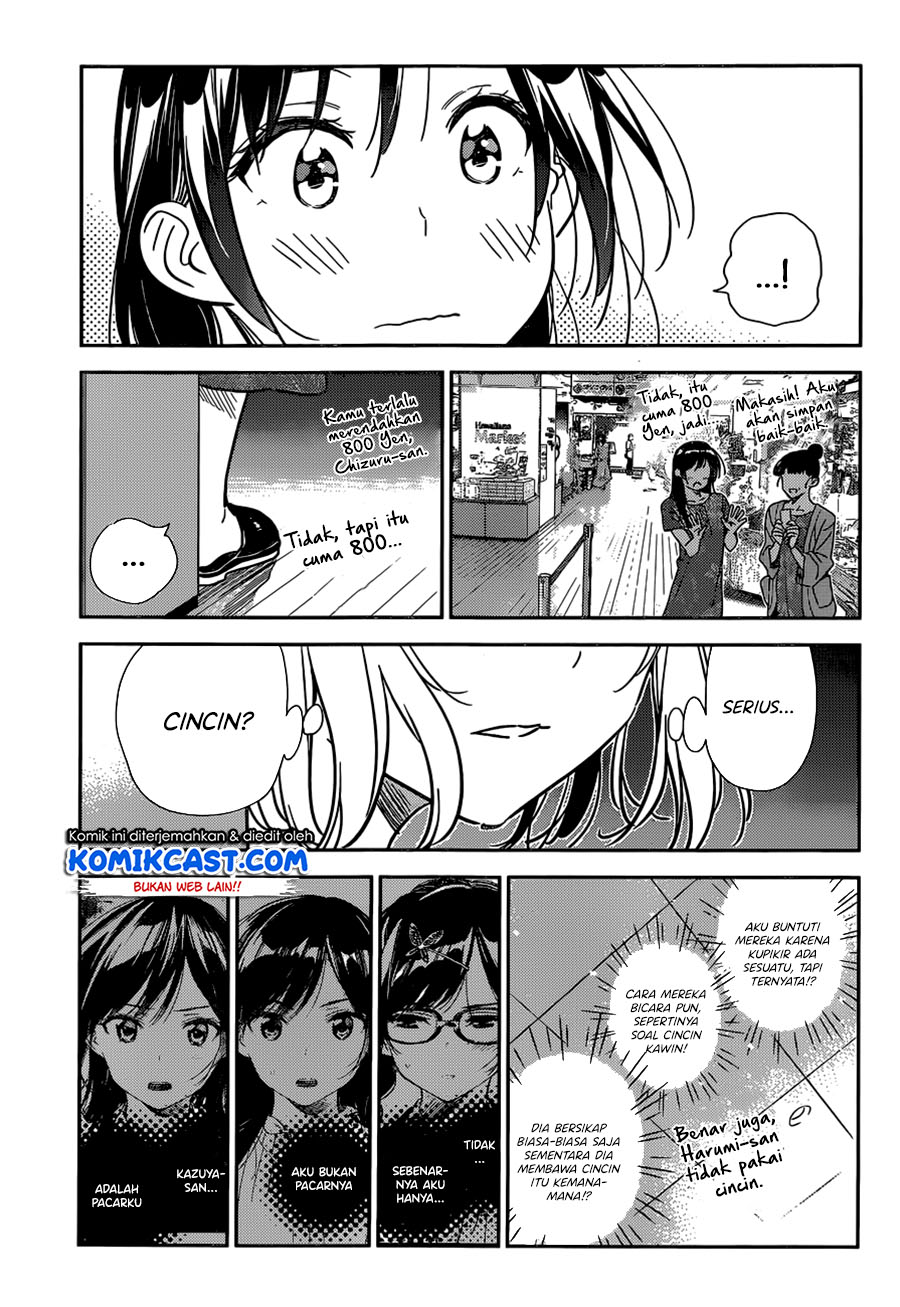 ...!
Tidak, itu
cuma 800
Yen, jadi...
Makasih! Aku
akan simpan
baik-baik.
Hawaiians
Market
Kamu terlalu
merendahkan
800 Yen,
Chizuru-san.
Tidak, tapi itu
cuma 800...
...
SERIUS...
CINCIN?
Komik ini diterjemahkan & diedit oleh
KOMIKCAST.COM
BUKAN WEB LAIN!!
AKU BUNTUTI
MEREKA KARENA
KUPIKIR ADA
SESUATU, TAPI
TERNYATA!?
CARA MEREKA
BICARA PUN,
SEPERTINYA
SOAL CINCIN
KAWIN!
DIA BERSIKAP
BIASA-BIASA SAJA
SEMENTARA DIA
MEMBAWA CINCIN
ITU KEMANA-
MANA!?
Benar juga,
Harumi-san
tidak pakai
cincin.
TIDAK
...
SEBENAR-
NYA AKU
HANYA...
AKU BUKAN
PACARNYA
KAZUYA-
SAN...
ADALAH
PACARKU